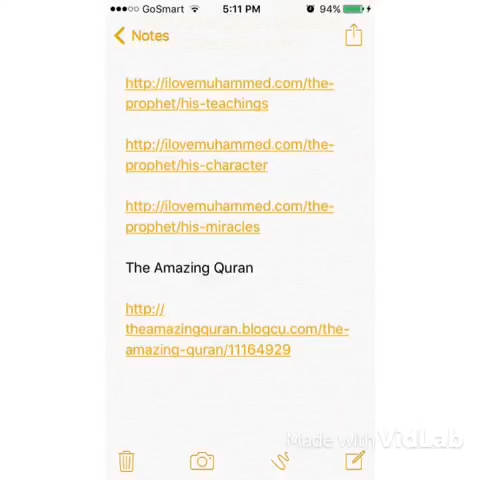 GoSmart 5:11 PM 94%
Notes
http://ilovemuhammed.com/the-
prophet/his-teachings
http://ilovemuhammed.com/the-
prophet/his-character
http://ilovemuhammed.com/the-
prophet/his-miracles
The Amazing Quran
http://
theamazingquran.blogcu.com/the-
amazing-quran/11164929
Made with VidLab